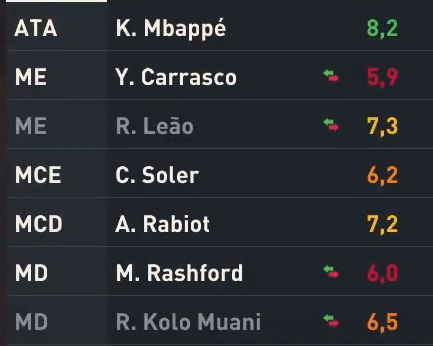 ATA K. Mbappé 8,2
ME Y. Carrasco 5,9
ME R. Leão 7,3
MCE C. Soler 6,2
MCD A. Rabiot 7,2
MD M. Rashford 6,0
MD R. Kolo Muani 6,5